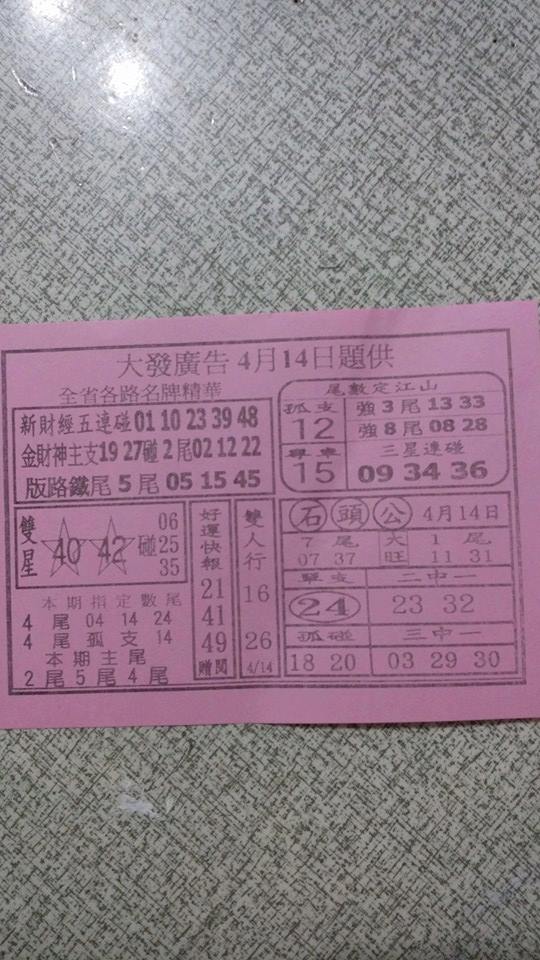 大發廣告 4月14日題供
全省各路名牌精華
新財經五連碰 01 10 23 39 48
金財神主支 19 27 碰 2 尾 02 12 22
版路鐵尾 5 尾 05 15 45
尾數定江山
孤支 強 3 尾 13 33
12 強 8 尾 08 28
專車 三星連碰
15 09 34 36
雙星 40 42 碰 06 25 35
本期指定數尾
4 尾 04 14 24
4 尾 孤支 14
本期主尾
2 尾 5 尾 4 尾
好運快報
21
41
49
贈閱
雙人行
16
26
4/14
石頭公 4月14日
7 尾 大旺 1 尾
07 37 11 31
單支 二中一
24 23 32
孤碰 三中一
18 20 03 29 30